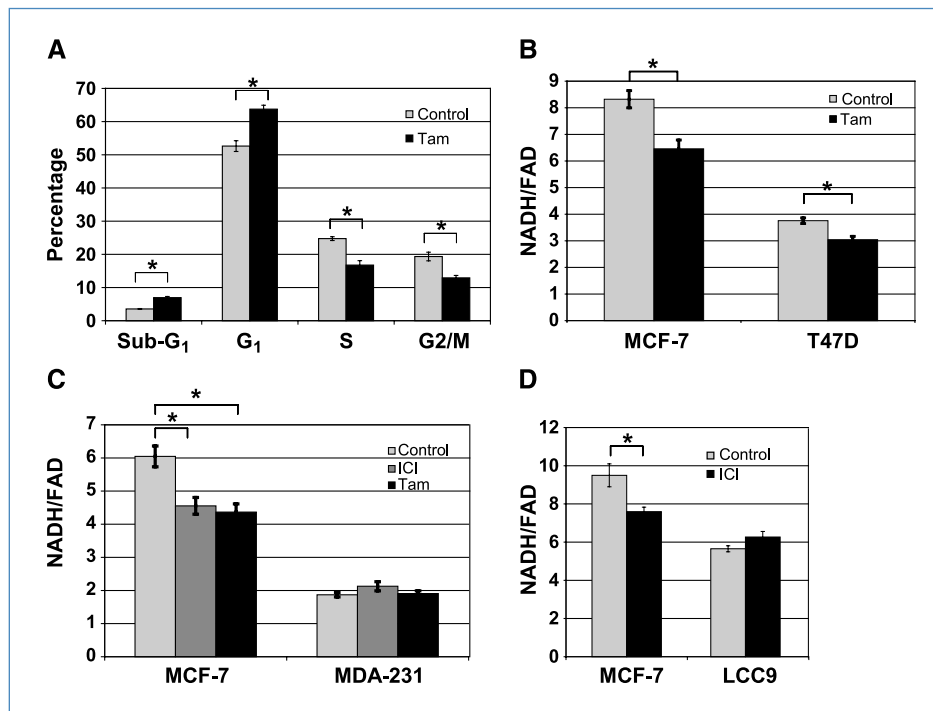 A
Percentage
70
60
50
40
30
20
10
0
*
*
*
*
Control
Tam
Sub-G1 G1 S G2/M
B
NADH/FAD
9
8
7
6
5
4
3
2
1
0
*
*
Control
Tam
MCF-7 T47D
C
NADH/FAD
7
6
5
4
3
2
1
0
*
*
Control
ICI
Tam
MCF-7 MDA-231
D
NADH/FAD
12
10
8
6
4
2
0
*
Control
ICI
MCF-7 LCC9